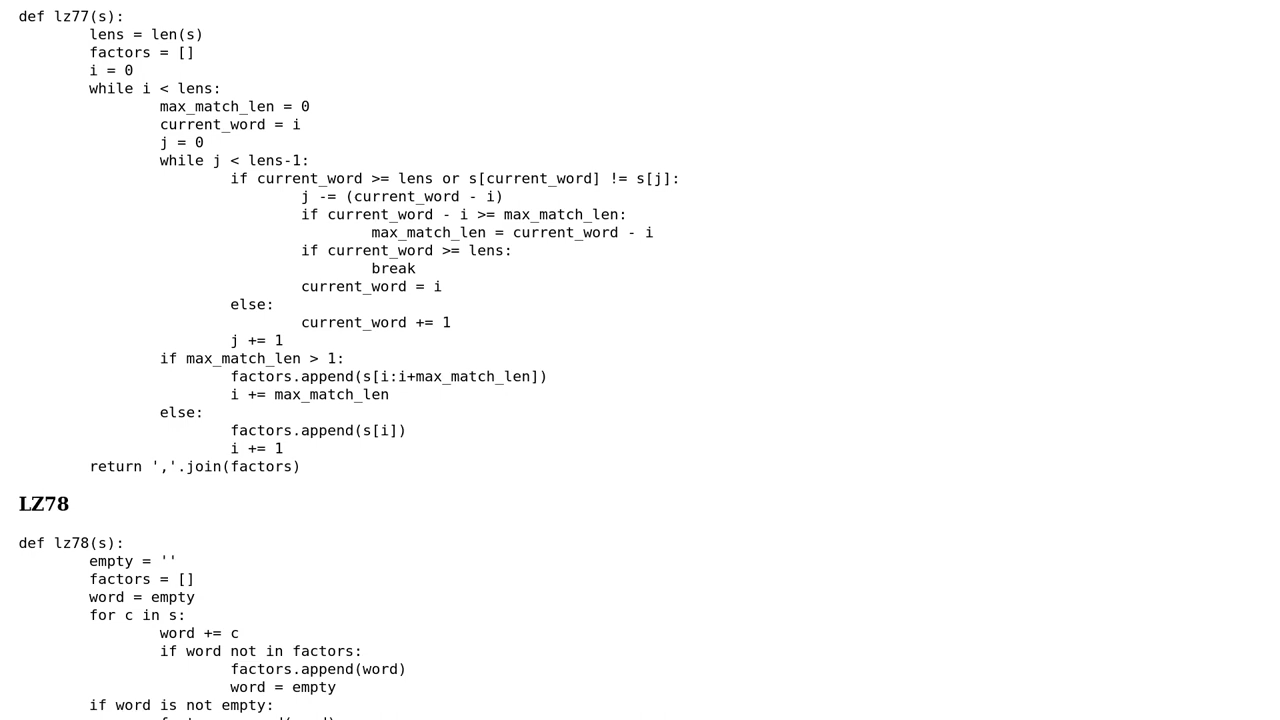 def lz77(s):
        lens = len(s)
        factors = []
        i = 0
        while i < lens:
                max_match_len = 0
                current_word = i
                j = 0
                while j < lens-1:
                        if current_word >= lens or s[current_word] != s[j]:
                                j -= (current_word - i)
                                if current_word - i >= max_match_len:
                                        max_match_len = current_word - i
                                if current_word >= lens:
                                        break
                                current_word = i
                        else:
                                current_word += 1
                        j += 1
                if max_match_len > 1:
                        factors.append(s[i:i+max_match_len])
                        i += max_match_len
                else:
                        factors.append(s[i])
                        i += 1
        return ','.join(factors)
LZ78
def lz78(s):
        empty = ''
        factors = []
        word = empty
        for c in s:
                word += c
                if word not in factors:
                        factors.append(word)
                        word = empty
        if word is not empty: